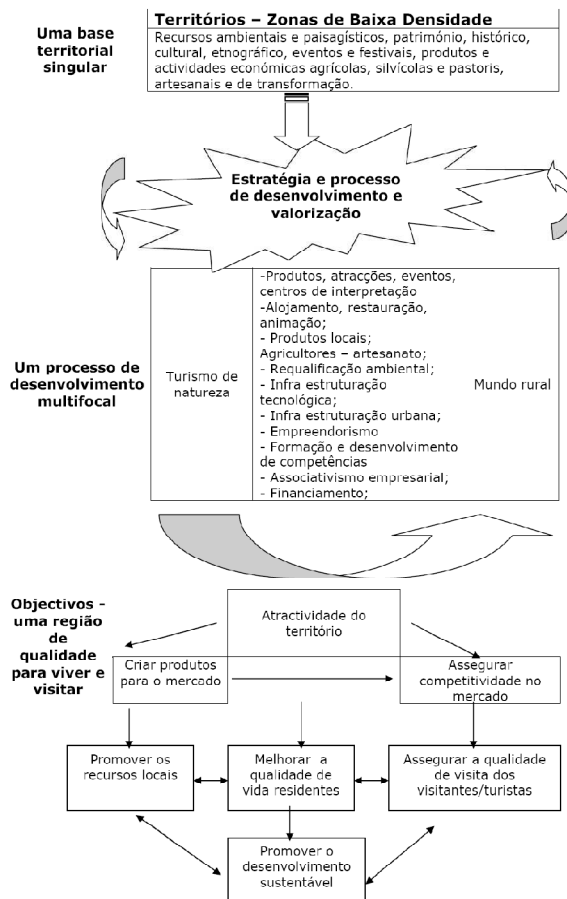 Uma base
territorial
singular
Territórios – Zonas de Baixa Densidade
Recursos ambientais e paisagísticos, património, histórico,
cultural, etnográfico, eventos e festivais, produtos e
actividades económicas agrícolas, silvícolas e pastoris,
artesanais e de transformação.
Estratégia e processo
de desenvolvimento e
valorização
Um processo de
desenvolvimento
multifocal
Turismo de
natureza
-Produtos, atracções, eventos,
centros de interpretação
-Alojamento, restauração,
animação;
- Produtos locais;
Agricultores – artesanato;
- Requalificação ambiental;
- Infra estruturação
tecnológica;
- Infra estruturação urbana;
- Empreendorismo
- Formação e desenvolvimento
de competências
- Associativismo empresarial;
- Financiamento;
Mundo rural
Objectivos -
uma região
de
qualidade
para viver e
visitar
Atractividade do
território
Criar produtos
para o mercado
Assegurar
competitividade no
mercado
Promover os
recursos locais
Melhorar a
qualidade de
vida residentes
Assegurar a qualidade
de visita dos
visitantes/turistas
Promover o
desenvolvimento
sustentável